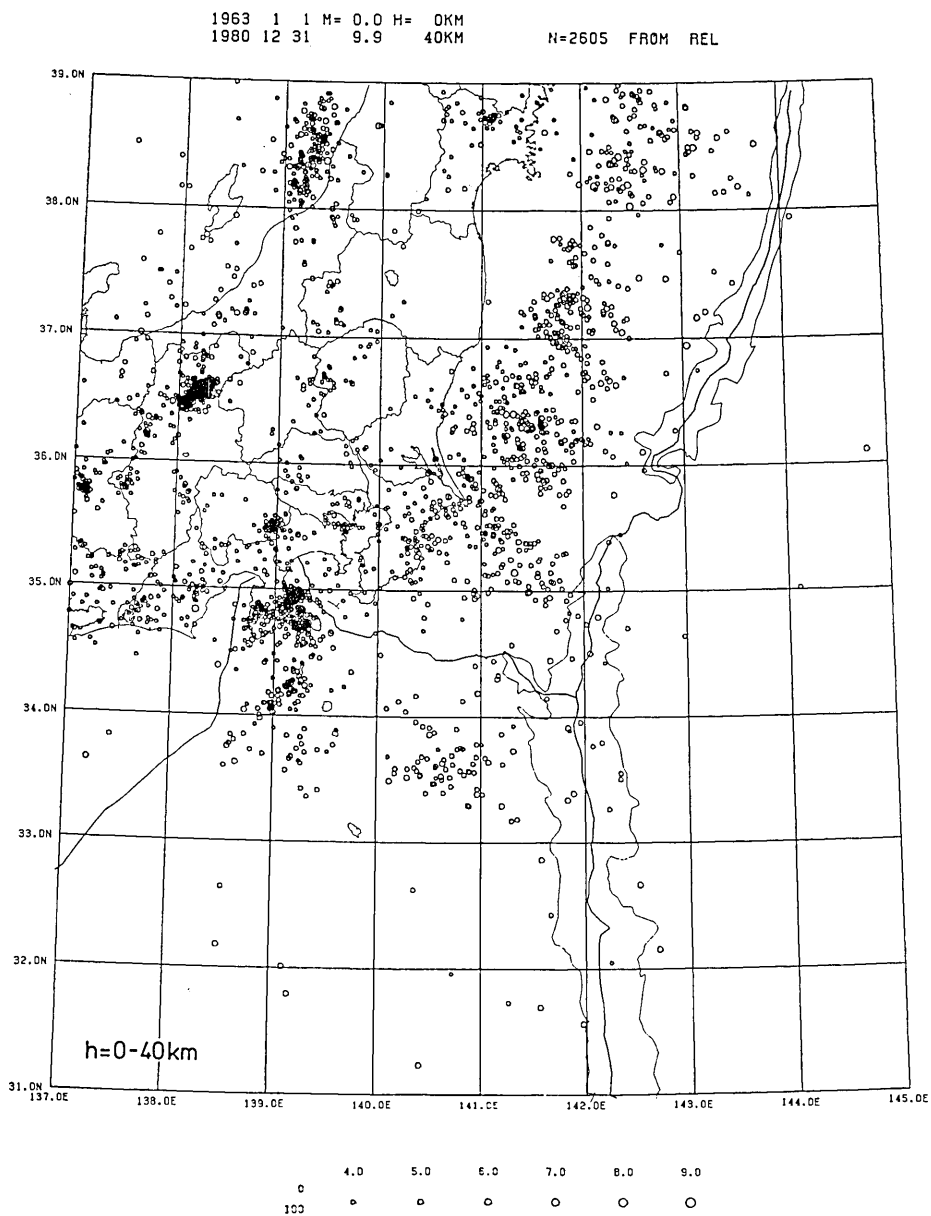 1963 1 1 M= 0.0 H= 0KM
1980 12 31 9.9 40KM N=2605 FROM REL
39.0N
38.0N
37.0N
36.0N
35.0N
34.0N
33.0N
32.0N
31.0N
h=0-40km
137.0E 138.0E 139.0E 140.0E 141.0E 142.0E 143.0E 144.0E 145.0E
4.0 5.0 6.0 7.0 8.0 9.0
0
100